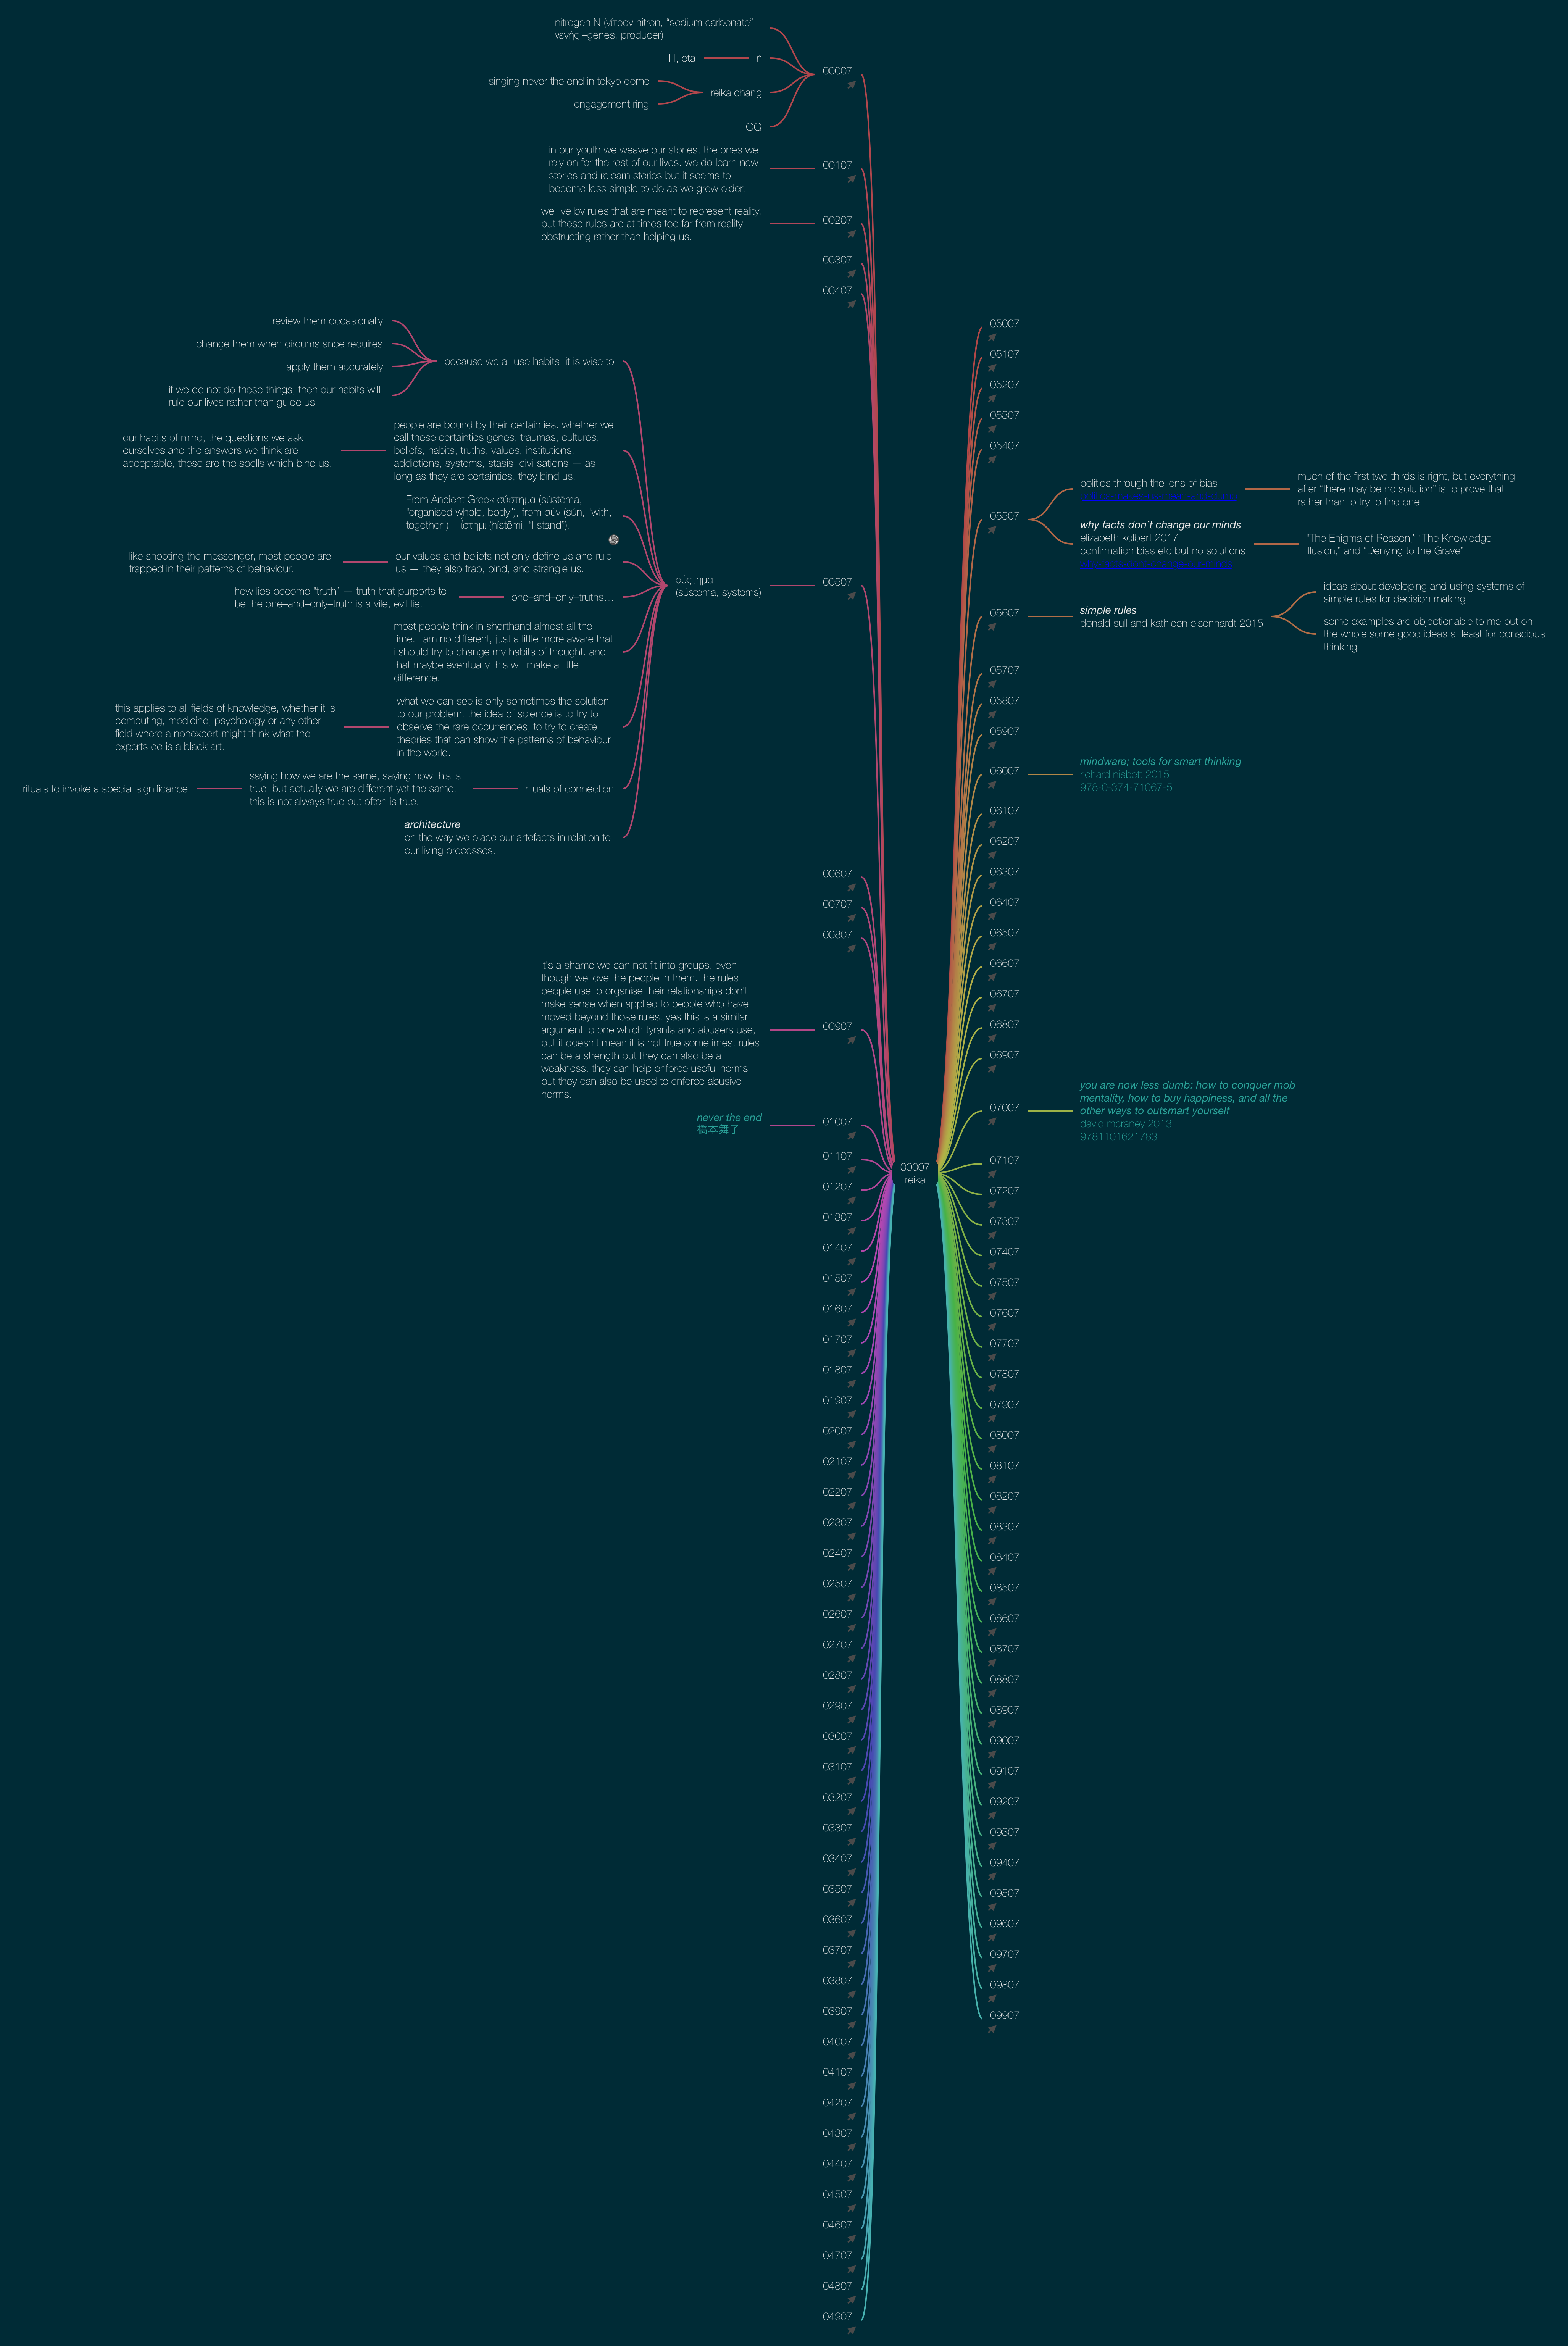 nitrogen N (νίτρον nitron, “sodium carbonate” –
γενής –genes, producer)
H, eta
ή
singing never the end in tokyo dome
engagement ring
reika chang
OG
00007
in our youth we weave our stories, the ones we
rely on for the rest of our lives. we do learn new
stories and relearn stories but it seems to
become less simple to do as we grow older.
00107
we live by rules that are meant to represent reality,
but these rules are at times too far from reality —
obstructing rather than helping us.
00207
00307
00407
review them occasionally
change them when circumstance requires
apply them accurately
if we do not do these things, then our habits will
rule our lives rather than guide us
because we all use habits, it is wise to
our habits of mind, the questions we ask
ourselves and the answers we think are
acceptable, these are the spells which bind us.
people are bound by their certainties. whether we
call these certainties genes, traumas, cultures,
beliefs, habits, truths, values, institutions,
addictions, systems, stasis, civilisations — as
long as they are certainties, they bind us.
From Ancient Greek σύστημα (sústēma,
“organised whole, body”), from σύν (sún, “with,
together”) + ἵστημι (hístēmi, “I stand”).
like shooting the messenger, most people are
trapped in their patterns of behaviour.
our values and beliefs not only define us and rule
us — they also trap, bind, and strangle us.
how lies become “truth” — truth that purports to
be the one–and–only–truth is a vile, evil lie.
one–and–only–truths…
most people think in shorthand almost all the
time. i am no different, just a little more aware that
i should try to change my habits of thought. and
that maybe eventually this will make a little
difference.
this applies to all fields of knowledge, whether it is
computing, medicine, psychology or any other
field where a nonexpert might think what the
experts do is a black art.
what we can see is only sometimes the solution
to our problem. the idea of science is to try to
observe the rare occurrences, to try to create
theories that can show the patterns of behaviour
in the world.
rituals to invoke a special significance
saying how we are the same, saying how this is
true. but actually we are different yet the same,
this is not always true but often is true.
rituals of connection
architecture
on the way we place our artefacts in relation to
our living processes.
σύςτημα
(sústēma, systems)
00507
00607
00707
00807
it’s a shame we can not fit into groups, even
though we love the people in them. the rules
people use to organise their relationships don’t
make sense when applied to people who have
moved beyond those rules. yes this is a similar
argument to one which tyrants and abusers use,
but it doesn’t mean it is not true sometimes. rules
can be a strength but they can also be a
weakness. they can help enforce useful norms
but they can also be used to enforce abusive
norms.
00907
never the end
橋本舞子
01007
01107
01207
01307
01407
01507
01607
01707
01807
01907
02007
02107
02207
02307
02407
02507
02607
02707
02807
02907
03007
03107
03207
03307
03407
03507
03607
03707
03807
03907
04007
04107
04207
04307
04407
04507
04607
04707
04807
04907
00007
reika
05007
05107
05207
05307
05407
05507
politics through the lens of bias
much of the first two thirds is right, but everything
after “there may be no solution” is to prove that
rather than to try to find one
why facts don’t change our minds
elizabeth kolbert 2017
confirmation bias etc but no solutions
“The Enigma of Reason,” “The Knowledge
Illusion,” and “Denying to the Grave”
05607
simple rules
donald sull and kathleen eisenhardt 2015
ideas about developing and using systems of
simple rules for decision making
some examples are objectionable to me but on
the whole some good ideas at least for conscious
thinking
05707
05807
05907
06007
mindware; tools for smart thinking
richard nisbett 2015
978-0-374-71067-5
06107
06207
06307
06407
06507
06607
06707
06807
06907
07007
you are now less dumb: how to conquer mob
mentality, how to buy happiness, and all the
other ways to outsmart yourself
david mcraney 2013
9781101621783
07107
07207
07307
07407
07507
07607
07707
07807
07907
08007
08107
08207
08307
08407
08507
08607
08707
08807
08907
09007
09107
09207
09307
09407
09507
09607
09707
09807
09907